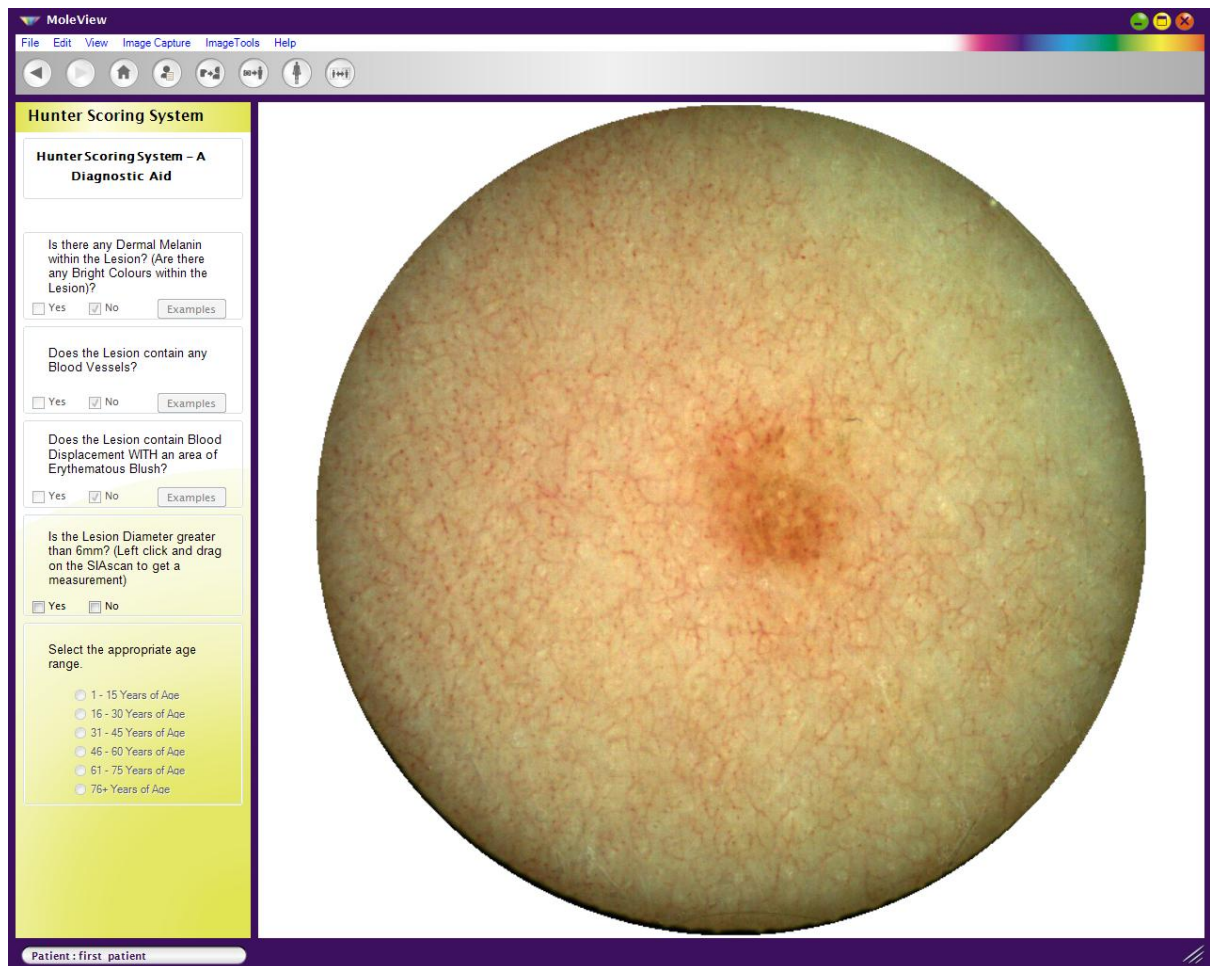 MoleView
File Edit View Image Capture ImageTools Help
Hunter Scoring System
Hunter Scoring System – A
Diagnostic Aid
Is there any Dermal Melanin
within the Lesion? (Are there
any Bright Colours within the
Lesion)?
Yes No Examples
Does the Lesion contain any
Blood Vessels?
Yes No Examples
Does the Lesion contain Blood
Displacement WITH an area of
Erythematous Blush?
Yes No Examples
Is the Lesion Diameter greater
than 6mm? (Left click and drag
on the SIAscan to get a
measurement)
Yes No
Select the appropriate age
range.
1 - 15 Years of Age
16 - 30 Years of Age
31 - 45 Years of Age
46 - 60 Years of Age
61 - 75 Years of Age
76+ Years of Age
Patient : first patient